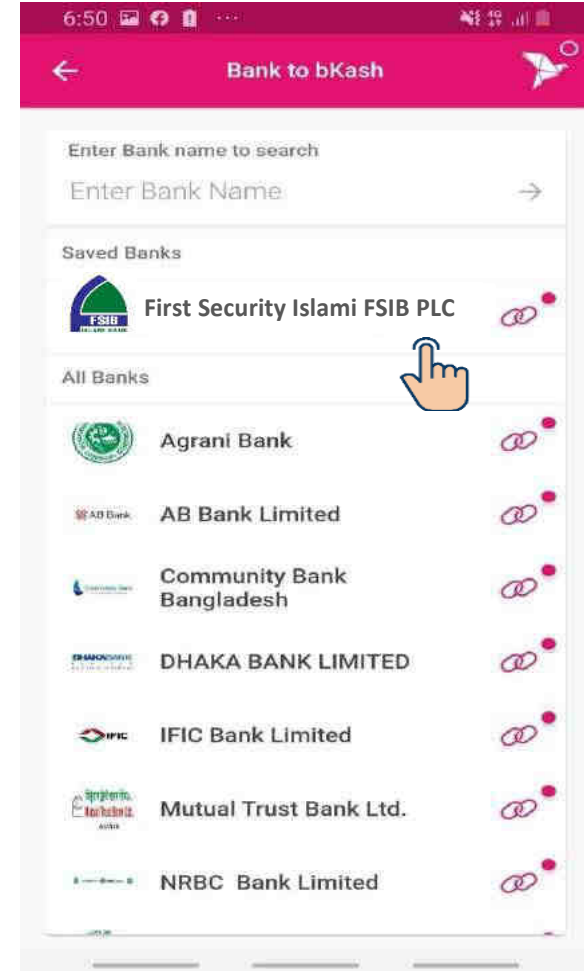 6:50
Bank to bKash
Enter Bank name to search
Enter Bank Name
Saved Banks
FSIB
First Security Islami FSIB PLC
All Banks
Agrani Bank
AB Bank
AB Bank Limited
Community Bank
Bangladesh
DHAKA BANK LIMITED
IFIC
IFIC Bank Limited
Mutual Trust Bank Ltd.
NRBC Bank Limited